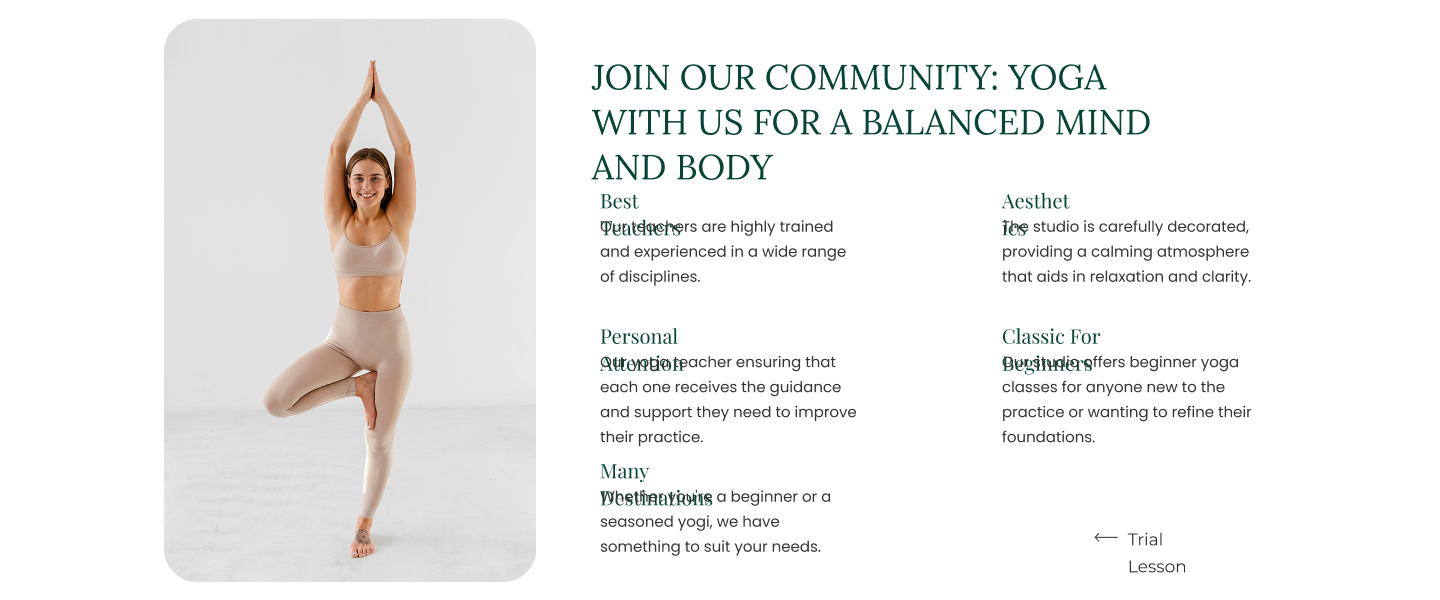 JOIN OUR COMMUNITY: YOGA
WITH US FOR A BALANCED MIND
AND BODY
Best
Teachers
Our teachers are highly trained
and experienced in a wide range
of disciplines.
Aesthet
ics
The studio is carefully decorated,
providing a calming atmosphere
that aids in relaxation and clarity.
Personal
Attention
Our yoga teacher ensuring that
each one receives the guidance
and support they need to improve
their practice.
Classic For
Beginners
Our studio offers beginner yoga
classes for anyone new to the
practice or wanting to refine their
foundations.
Many
Destinations
Whether you're a beginner or a
seasoned yogi, we have
something to suit your needs.
Trial
Lesson